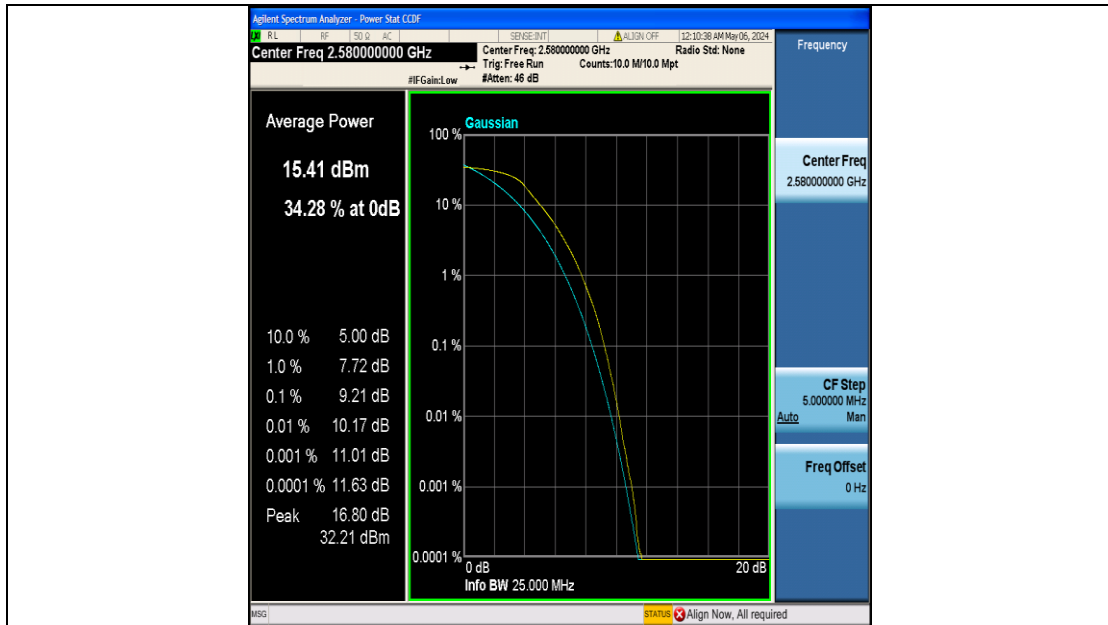 Agilent Spectrum Analyzer - Power Stat CCDF
RL RF 50 Ω AC SENSE:INT ALIGN OFF 12:10:38 AM May 06, 2024
Center Freq 2.580000000 GHz
Center Freq: 2.580000000 GHz Radio Std: None
Trig: Free Run Counts:10.0 M/10.0 Mpt
#IFGain:Low #Atten: 46 dB
Frequency
Average Power
15.41 dBm
34.28 % at 0dB
10.0 % 5.00 dB
1.0 % 7.72 dB
0.1 % 9.21 dB
0.01 % 10.17 dB
0.001 % 11.01 dB
0.0001 % 11.63 dB
Peak 16.80 dB
32.21 dBm
Gaussian
100 %
10 %
1 %
0.1 %
0.01 %
0.001 %
0.0001 %
0 dB 20 dB
Info BW 25.000 MHz
Center Freq
2.580000000 GHz
CF Step
5.000000 MHz
Auto Man
Freq Offset
0 Hz
MSG STATUS Align Now, All required